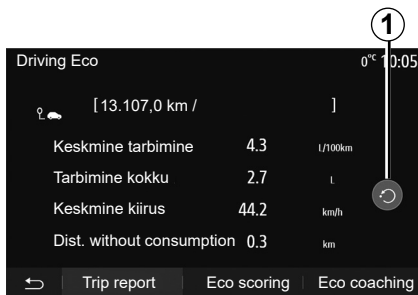 1
Driving Eco 0°C 10:05
[ 13.107,0 km / ]
Keskmine tarbimine 4.3 L/100km
Tarbimine kokku 2.7 L
Keskmine kiirus 44.2 km/h
Dist. without consumption 0.3 km
Trip report Eco scoring Eco coaching